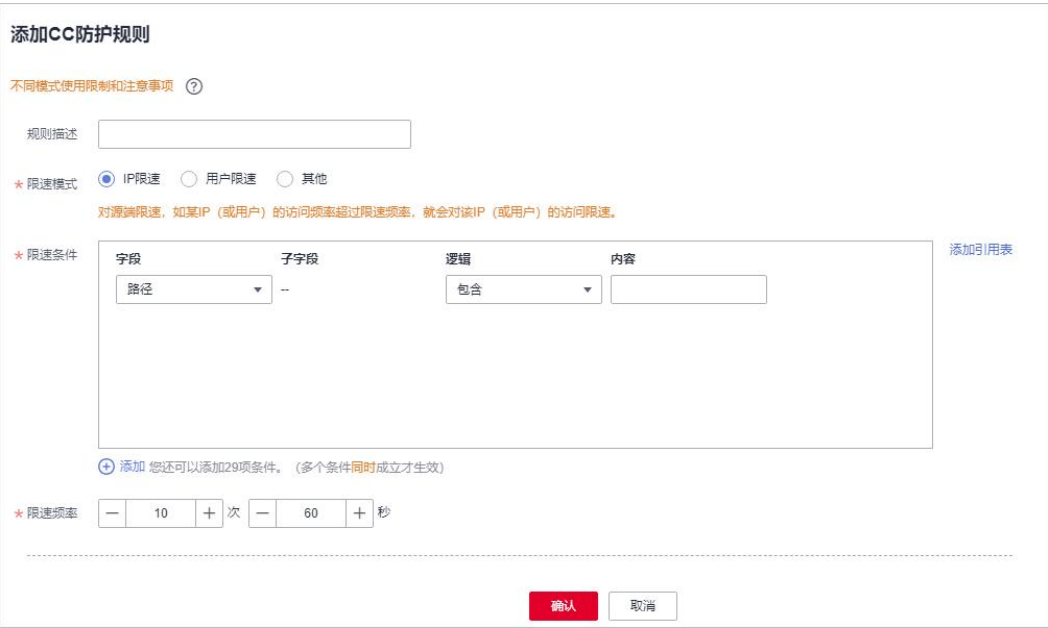 添加CC防护规则
不同模式使用限制和注意事项 ?
规则描述
* 限速模式 IP限速 用户限速 其他
对源端限速，如某IP（或用户）的访问频率超过限速频率，就会对该IP（或用户）的访问限速。
* 限速条件 添加引用表
字段 子字段 逻辑 内容
路径 -- 包含
添加 您还可以添加29项条件。（多个条件同时成立才生效）
* 限速频率 — 10 + 次 — 60 + 秒
确认 取消